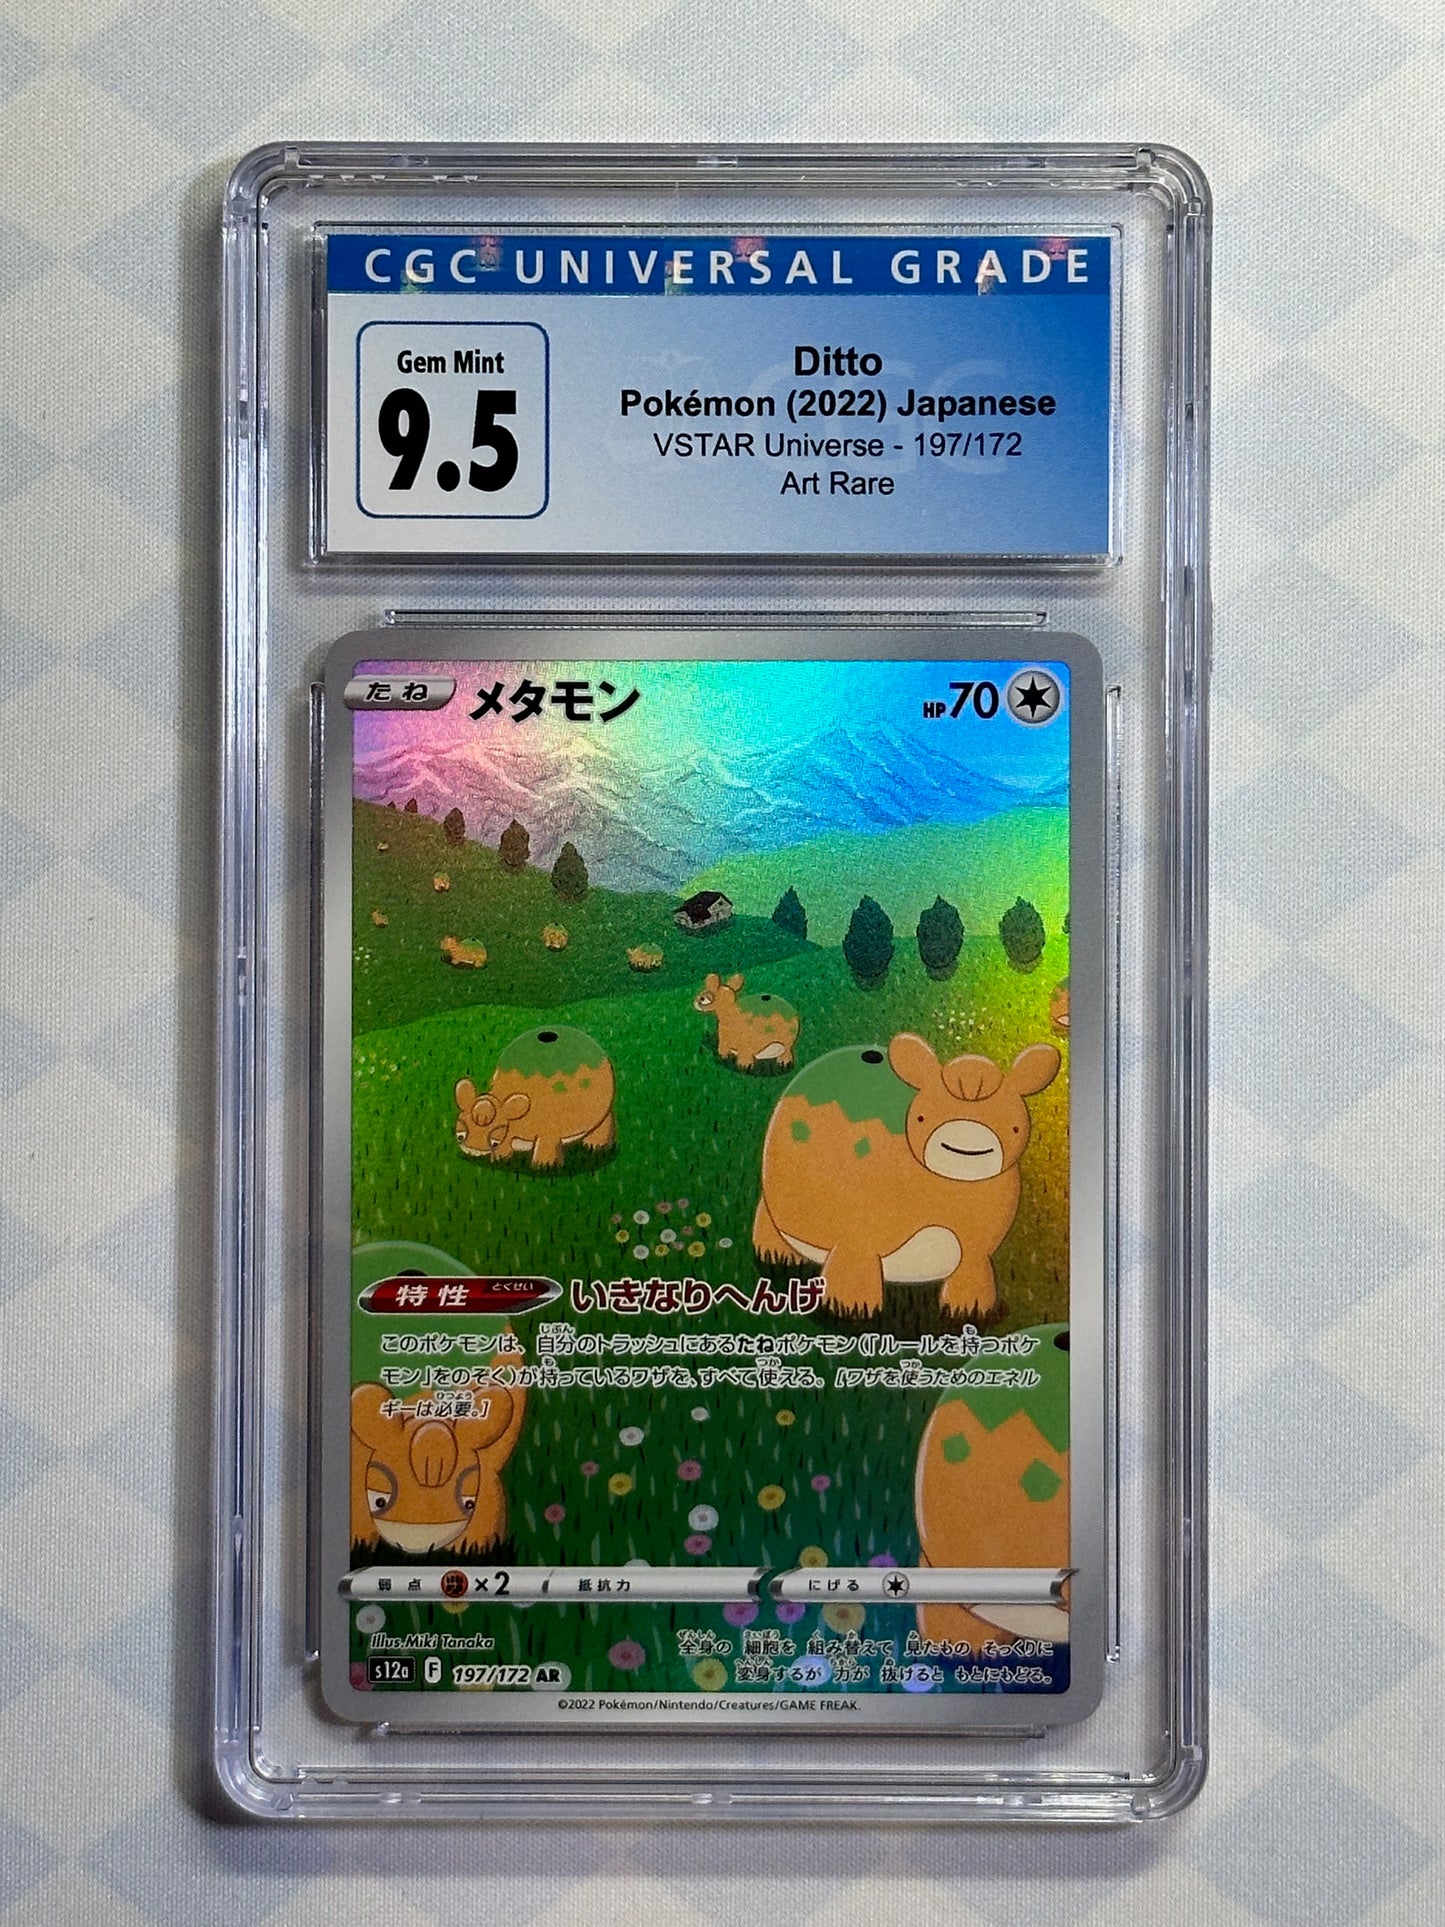 CGC UNIVERSAL GRADE
Gem Mint
9.5
Ditto
Pokémon (2022) Japanese
VSTAR Universe - 197/172
Art Rare
たね メタモン HP70
特性 とくせい いきなりへんげ
このポケモンは、自分のトラッシュにあるたねポケモン(「ルールを持つポケ
モン」をのぞく)が持っているワザを、すべて使える。[ワザを使うためのエネル
ギーは必要。]
弱点 ×2 抵抗力 にげる
Illus. Miki Tanaka
s12a F 197/172 AR
全身の 細胞を 組み替えて 見たもの そっくりに
変身するが 力が 抜けると もとにもどる。
©2022 Pokémon/Nintendo/Creatures/GAME FREAK.